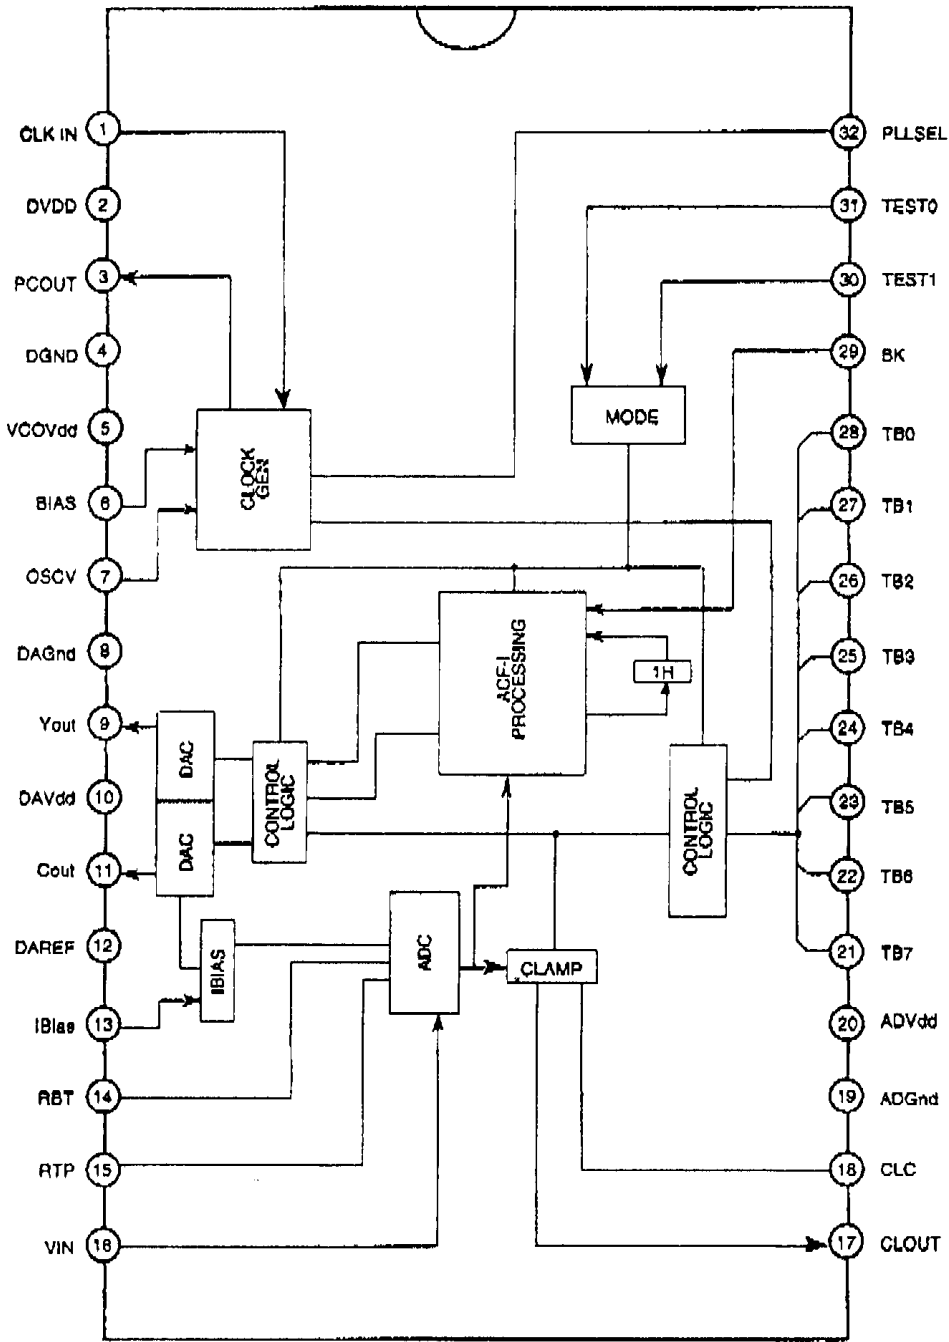 CLK IN 1
DVDD 2
PCOUT 3
DGND 4
VCOVdd 5
BIAS 6
OSCV 7
DAGnd 8
Yout 9
DAVdd 10
Cout 11
DAREF 12
IBias 13
RBT 14
RTP 15
VIN 16
32 PLLSEL
31 TEST0
30 TEST1
29 BK
28 TB0
27 TB1
26 TB2
25 TB3
24 TB4
23 TB5
22 TB6
21 TB7
20 ADVdd
19 ADGnd
18 CLC
17 CLOUT
CLOCK
GEN
MODE
ACF-I
PROCESSING
1H
DAC
DAC
CONTROL
LOGIC
CONTROL
LOGIC
IBIAS
ADC
CLAMP